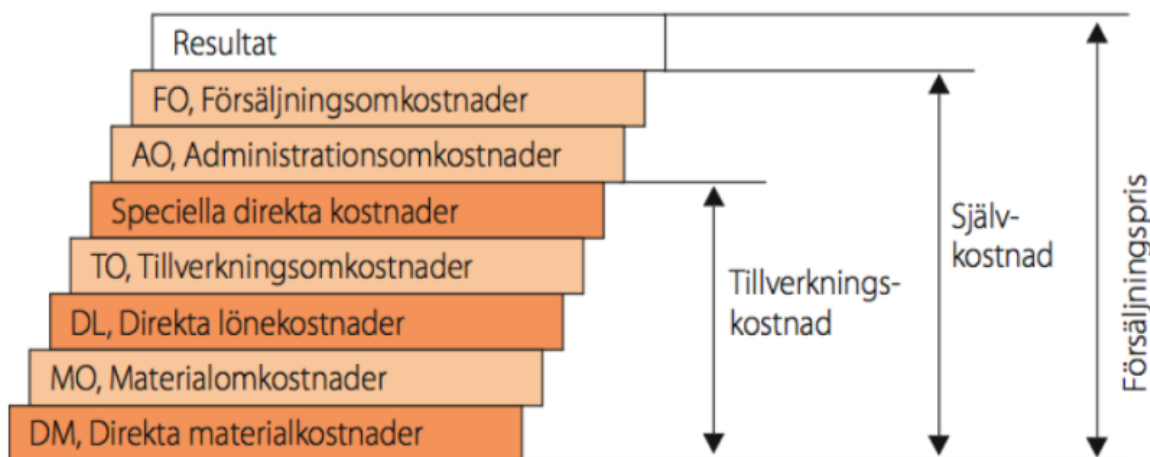 Resultat
FO, Försäljningsomkostnader
AO, Administrationsomkostnader
Speciella direkta kostnader
TO, Tillverkningsomkostnader
DL, Direkta lönekostnader
MO, Materialomkostnader
DM, Direkta materialkostnader
Tillverknings-
kostnad
Själv-
kostnad
Försäljningspris